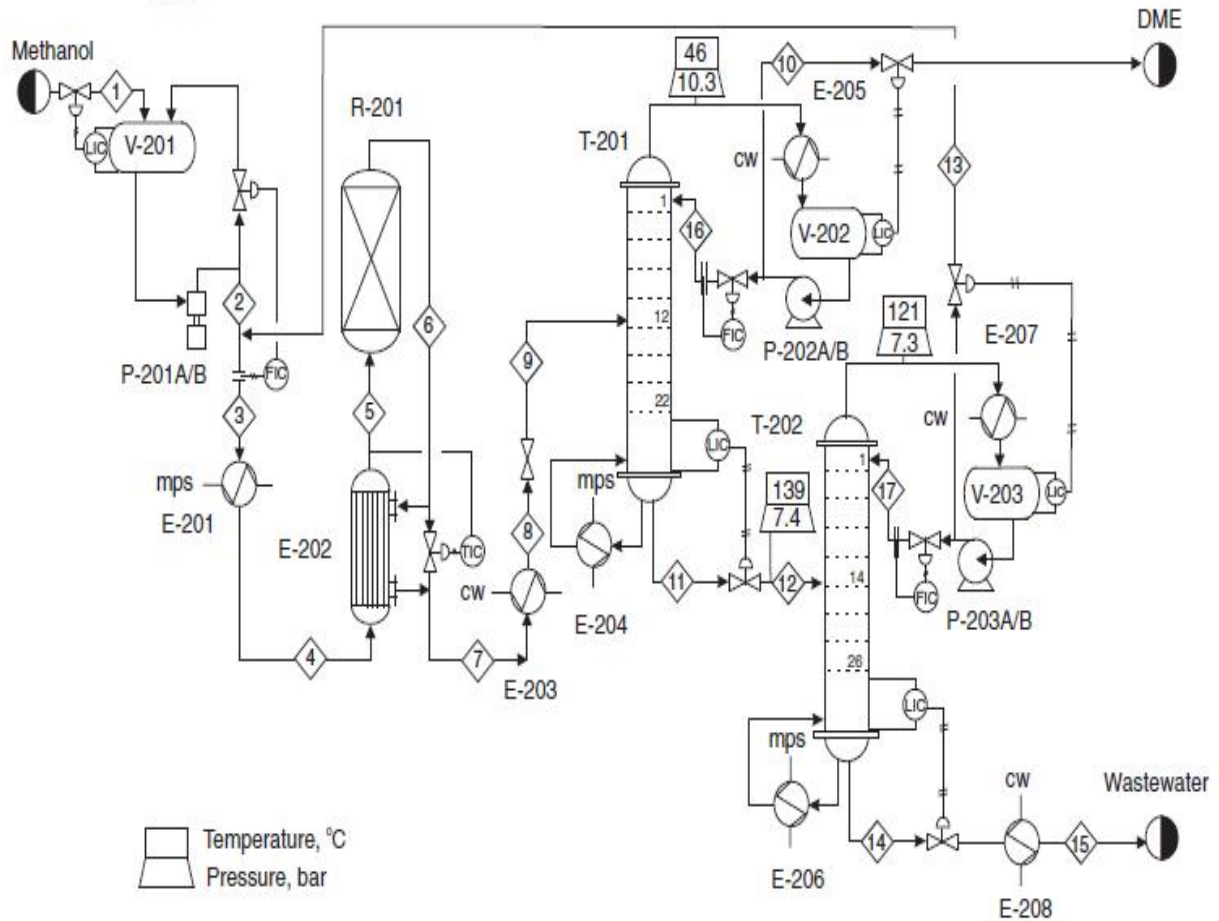 DME
Methanol
46
10.3
10
E-205
1
R-201
T-201
LIC
V-201
cw
13
1
16
V-202
LIC
2
6
12
FIC
121
7.3
E-207
P-202A/B
9
P-201A/B
FIC
22
5
3
T-202
LIC
cw
1
mps
mps
139
7.4
17
V-203
LIC
E-201
E-202
8
TIC
11
12
14
FIC
cw
E-204
P-203A/B
4
7
26
E-203
LIC
mps
cw
Wastewater
Temperature, °C
14
15
Pressure, bar
E-206
E-208